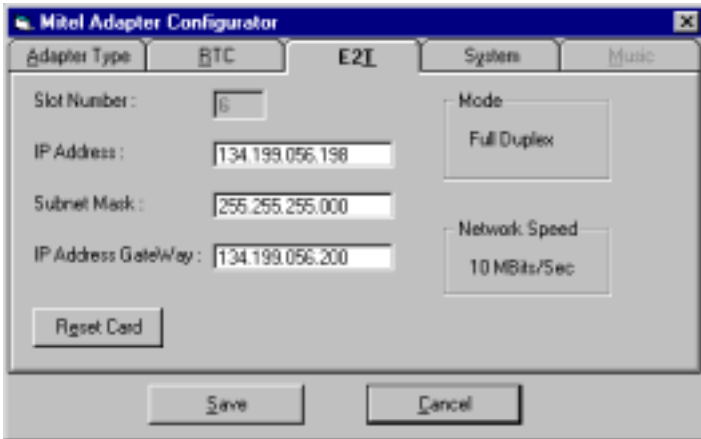 Mitel Adapter Configurator
Adapter Type RTC E2T System Music
Slot Number : 6
Mode
Full Duplex
IP Address : 134.199.056.198
Subnet Mask : 255.255.255.000
Network Speed
10 MBits/Sec
IP Address GateWay : 134.199.056.200
Reset Card
Save Cancel